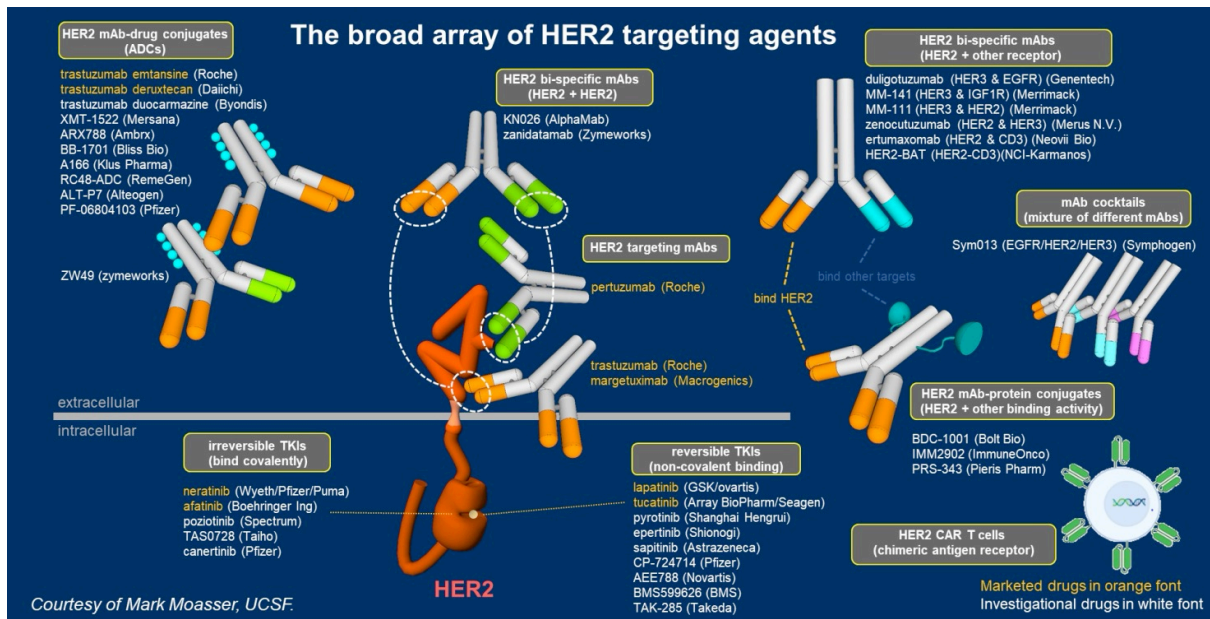 The broad array of HER2 targeting agents
HER2 mAb-drug conjugates
(ADCs)
trastuzumab emtansine (Roche)
trastuzumab deruxtecan (Daiichi)
trastuzumab duocarmazine (Byondis)
XMT-1522 (Mersana)
ARX788 (Ambrx)
BB-1701 (Bliss Bio)
A166 (Klus Pharma)
RC48-ADC (RemeGen)
ALT-P7 (Alteogen)
PF-06804103 (Pfizer)
ZW49 (zymeworks)
HER2 bi-specific mAbs
(HER2 + HER2)
KN026 (AlphaMab)
zanidatamab (Zymeworks)
HER2 targeting mAbs
pertuzumab (Roche)
trastuzumab (Roche)
margetuximab (Macrogenics)
HER2 bi-specific mAbs
(HER2 + other receptor)
duligotuzumab (HER3 & EGFR) (Genentech)
MM-141 (HER3 & IGF1R) (Merrimack)
MM-111 (HER3 & HER2) (Merrimack)
zenocutuzumab (HER2 & HER3) (Merus N.V.)
ertumaxomab (HER2 & CD3) (Neovii Bio)
HER2-BAT (HER2-CD3)(NCI-Karmanos)
mAb cocktails
(mixture of different mAbs)
Sym013 (EGFR/HER2/HER3) (Symphogen)
bind other targets
bind HER2
HER2 mAb-protein conjugates
(HER2 + other binding activity)
BDC-1001 (Bolt Bio)
IMM2902 (ImmuneOnco)
PRS-343 (Pieris Pharm)
extracellular
intracellular
irreversible TKIs
(bind covalently)
neratinib (Wyeth/Pfizer/Puma)
afatinib (Boehringer Ing)
poziotinib (Spectrum)
TAS0728 (Taiho)
canertinib (Pfizer)
reversible TKIs
(non-covalent binding)
lapatinib (GSK/ovartis)
tucatinib (Array BioPharm/Seagen)
pyrotinib (Shanghai Hengrui)
epertinib (Shionogi)
sapitinib (Astrazeneca)
CP-724714 (Pfizer)
AEE788 (Novartis)
BMS599626 (BMS)
TAK-285 (Takeda)
HER2
HER2 CAR T cells
(chimeric antigen receptor)
Marketed drugs in orange font
Investigational drugs in white font
Courtesy of Mark Moasser, UCSF.